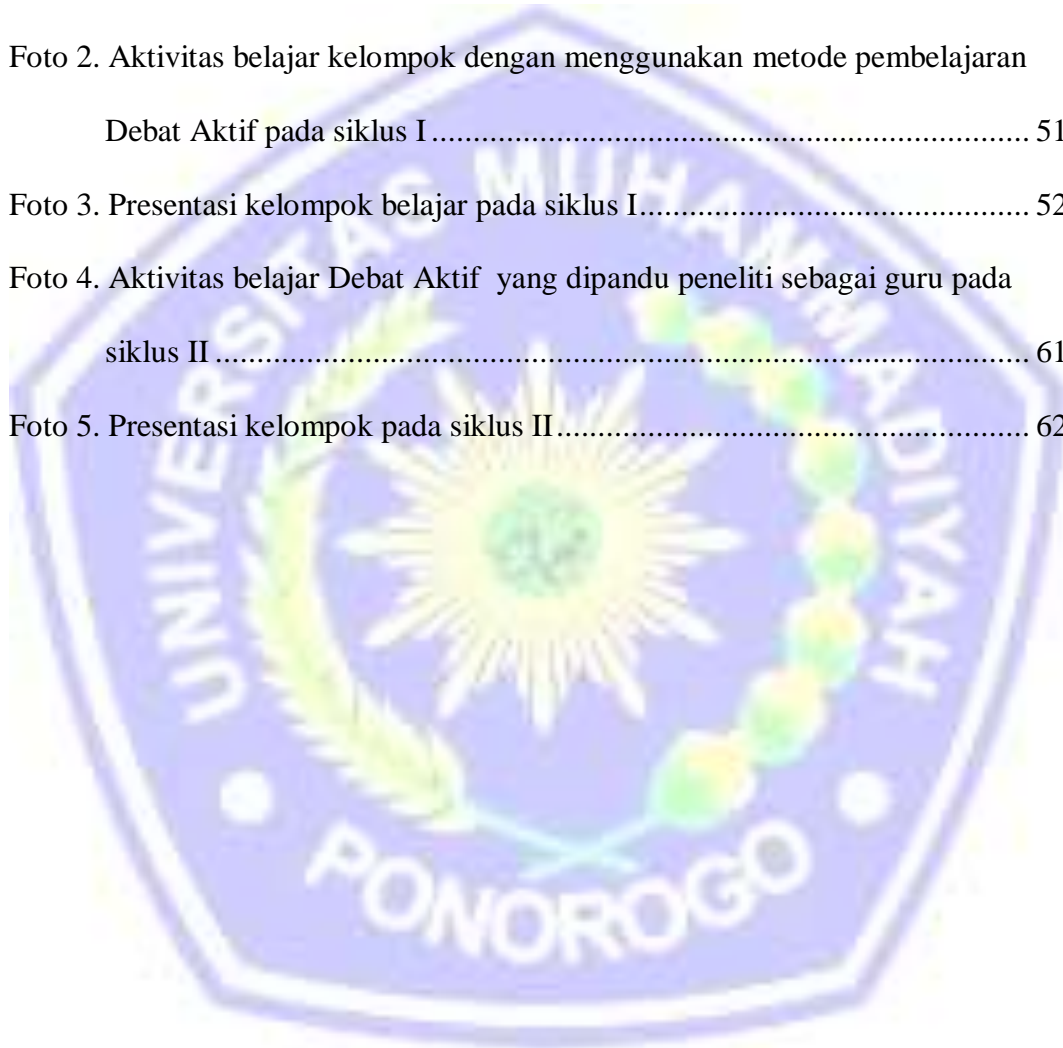 Foto 2. Aktivitas belajar kelompok dengan menggunakan metode pembelajaran
Debat Aktif pada siklus I ........................................................................... 51
Foto 3. Presentasi kelompok belajar pada siklus I ................................................ 52
Foto 4. Aktivitas belajar Debat Aktif  yang dipandu peneliti sebagai guru pada
siklus II ...................................................................................................... 61
Foto 5. Presentasi kelompok pada siklus II .......................................................... 62
UNIVERSITAS MUHAMMADIYAH
PONOROGO